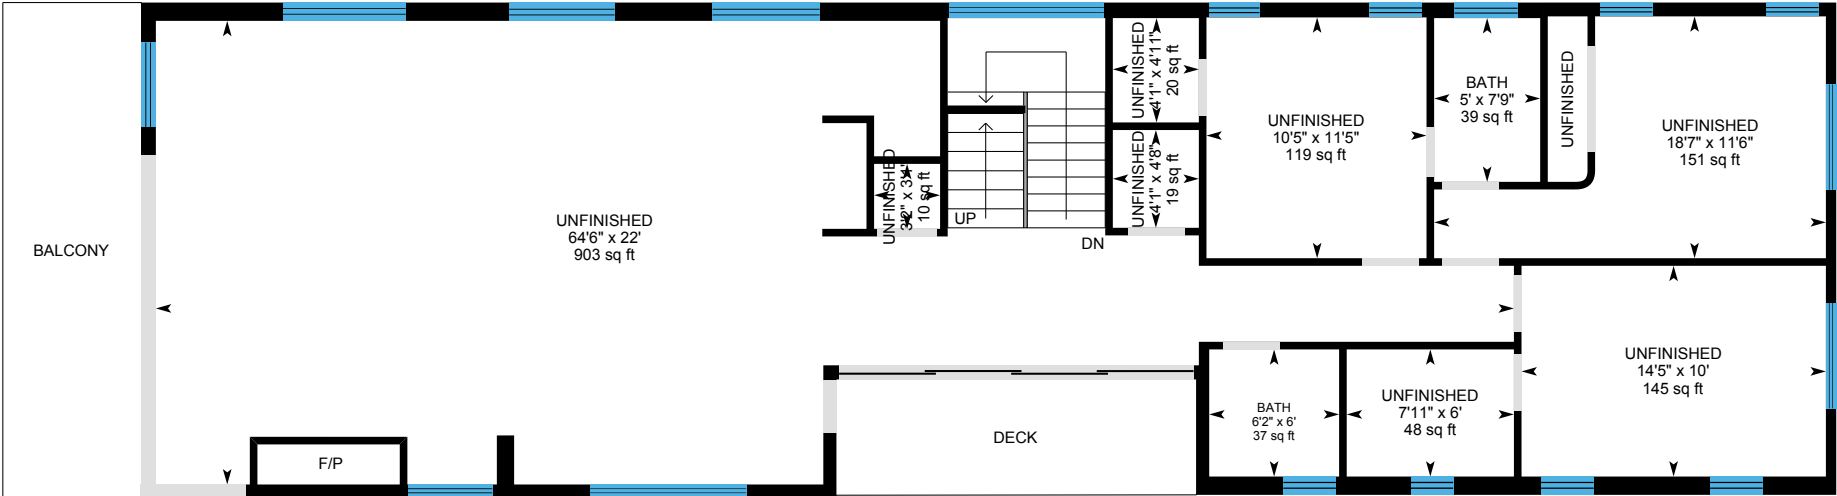 BALCONY
UNFINISHED
64'6" x 22'
903 sq ft
F/P
UNFINISHED
3'2" x 3'4"
10 sq ft
UP
DN
UNFINISHED
4'1" x 4'11"
20 sq ft
UNFINISHED
4'1" x 4'8"
19 sq ft
UNFINISHED
10'5" x 11'5"
119 sq ft
BATH
5' x 7'9"
39 sq ft
UNFINISHED
UNFINISHED
18'7" x 11'6"
151 sq ft
DECK
BATH
6'2" x 6'
37 sq ft
UNFINISHED
7'11" x 6'
48 sq ft
UNFINISHED
14'5" x 10'
145 sq ft